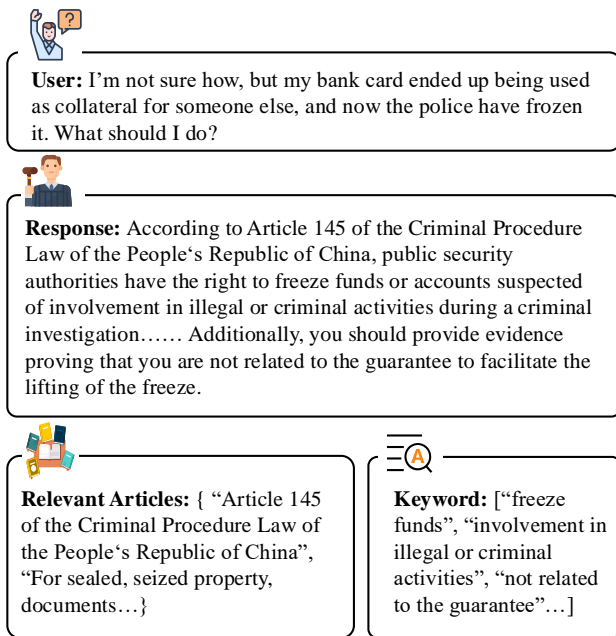 ?
User: I'm not sure how, but my bank card ended up being used
as collateral for someone else, and now the police have frozen
it. What should I do?
Response: According to Article 145 of the Criminal Procedure
Law of the People‘s Republic of China, public security
authorities have the right to freeze funds or accounts suspected
of involvement in illegal or criminal activities during a criminal
investigation…… Additionally, you should provide evidence
proving that you are not related to the guarantee to facilitate the
lifting of the freeze.
Relevant Articles: { “Article 145
of the Criminal Procedure Law of
the People‘s Republic of China”,
“For sealed, seized property,
documents…}
A
Keyword: [“freeze
funds”, “involvement in
illegal or criminal
activities”, “not related
to the guarantee”…]